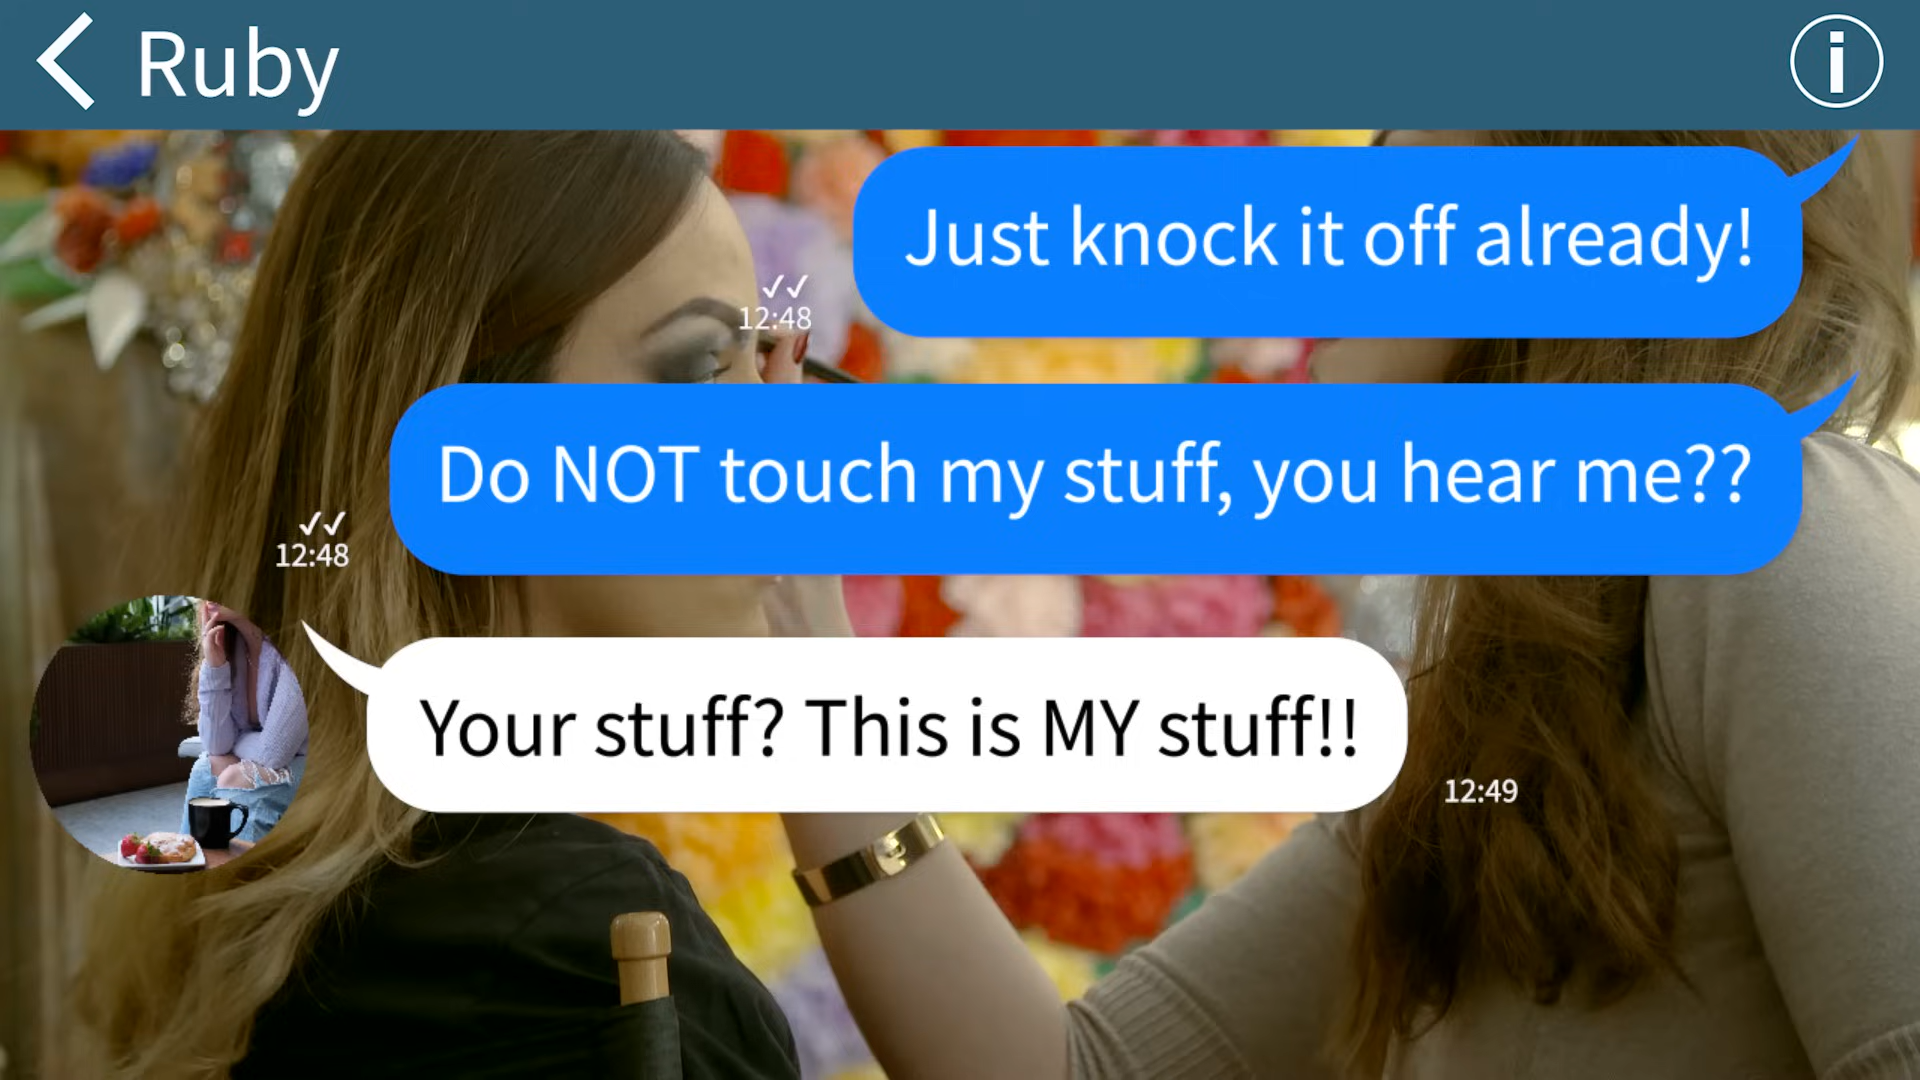 Ruby
Just knock it off already!
✓✓
12:48
Do NOT touch my stuff, you hear me??
✓✓
12:48
Your stuff? This is MY stuff!!
12:49